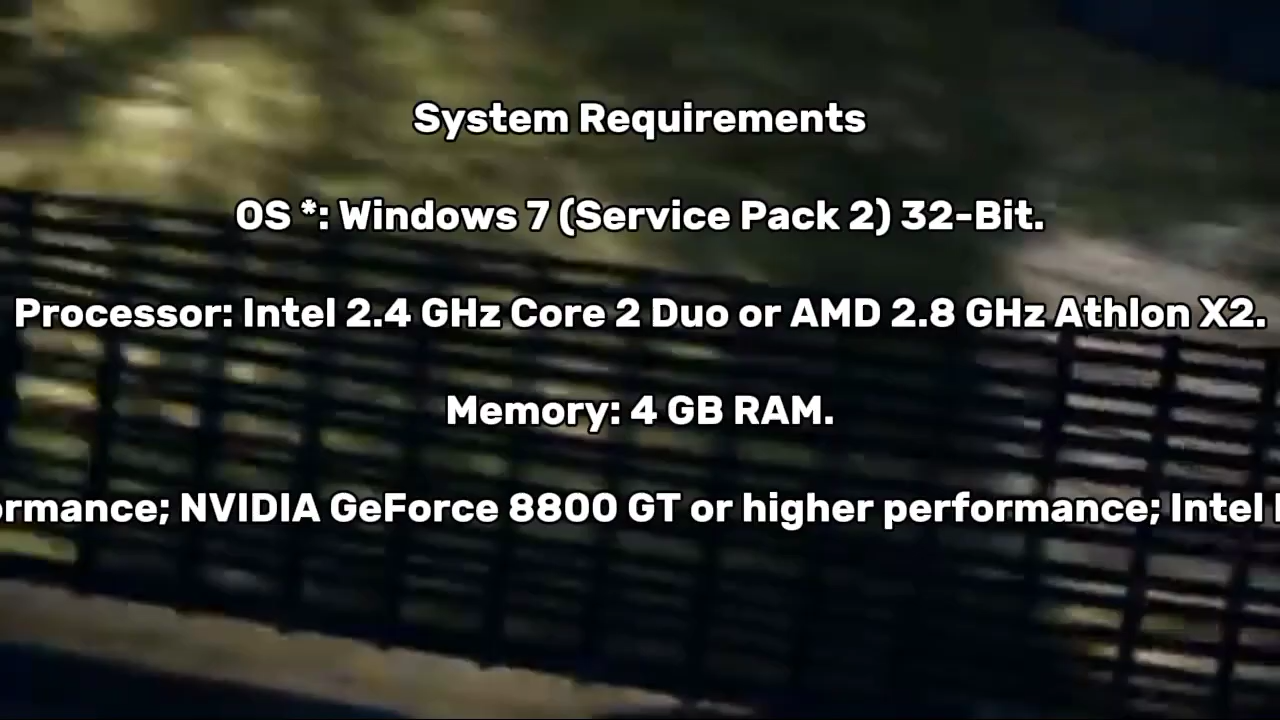 System Requirements
OS *: Windows 7 (Service Pack 2) 32-Bit.
Processor: Intel 2.4 GHz Core 2 Duo or AMD 2.8 GHz Athlon X2.
Memory: 4 GB RAM.
ormance; NVIDIA GeForce 8800 GT or higher performance; Intel